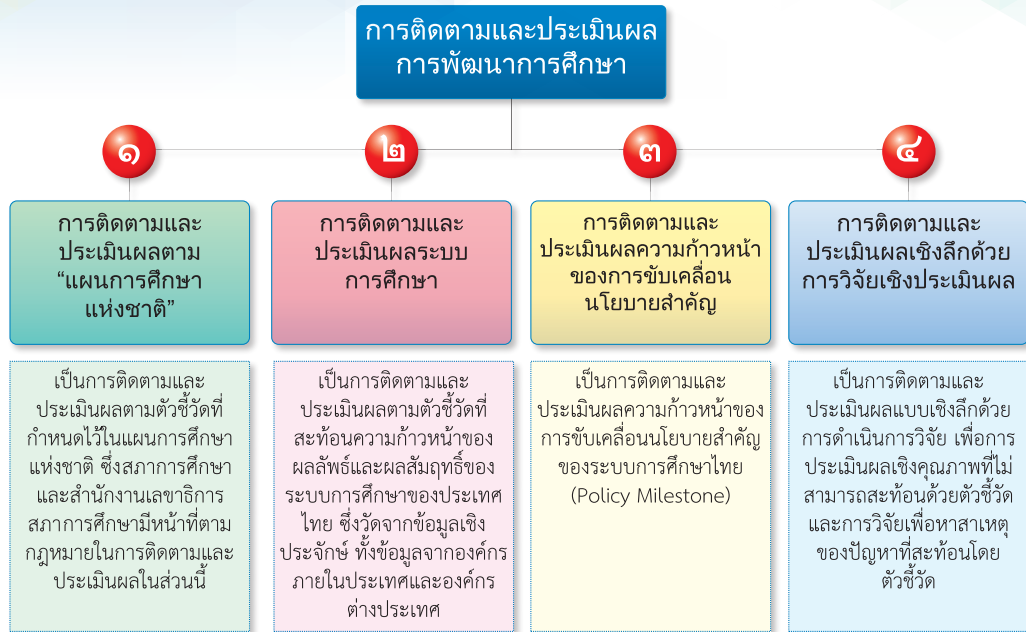 การติดตามและประเมินผล
การพัฒนาการศึกษา
๑
๒
๓
๔
การติดตามและ
ประเมินผลตาม
“แผนการศึกษา
แห่งชาติ”
การติดตามและ
ประเมินผลระบบ
การศึกษา
การติดตามและ
ประเมินผลความก้าวหน้า
ของการขับเคลื่อน
นโยบายสำคัญ
การติดตามและ
ประเมินผลเชิงลึกด้วย
การวิจัยเชิงประเมินผล
เป็นการติดตามและ
ประเมินผลตามตัวชี้วัดที่
กำหนดไว้ในแผนการศึกษา
แห่งชาติ ซึ่งสภาการศึกษา
และสำนักงานเลขาธิการ
สภาการศึกษามีหน้าที่ตาม
กฎหมายในการติดตามและ
ประเมินผลในส่วนนี้
เป็นการติดตามและ
ประเมินผลตามตัวชี้วัดที่
สะท้อนความก้าวหน้าของ
ผลลัพธ์และผลสัมฤทธิ์ของ
ระบบการศึกษาของประเทศ
ไทย ซึ่งวัดจากข้อมูลเชิง
ประจักษ์ ทั้งข้อมูลจากองค์กร
ภายในประเทศและองค์กร
ต่างประเทศ
เป็นการติดตามและ
ประเมินผลความก้าวหน้าของ
การขับเคลื่อนนโยบายสำคัญ
ของระบบการศึกษาไทย
(Policy Milestone)
เป็นการติดตามและ
ประเมินผลแบบเชิงลึกด้วย
การดำเนินการวิจัย เพื่อการ
ประเมินผลเชิงคุณภาพที่ไม่
สามารถสะท้อนด้วยตัวชี้วัด
และการวิจัยเพื่อหาสาเหตุ
ของปัญหาที่สะท้อนโดย
ตัวชี้วัด